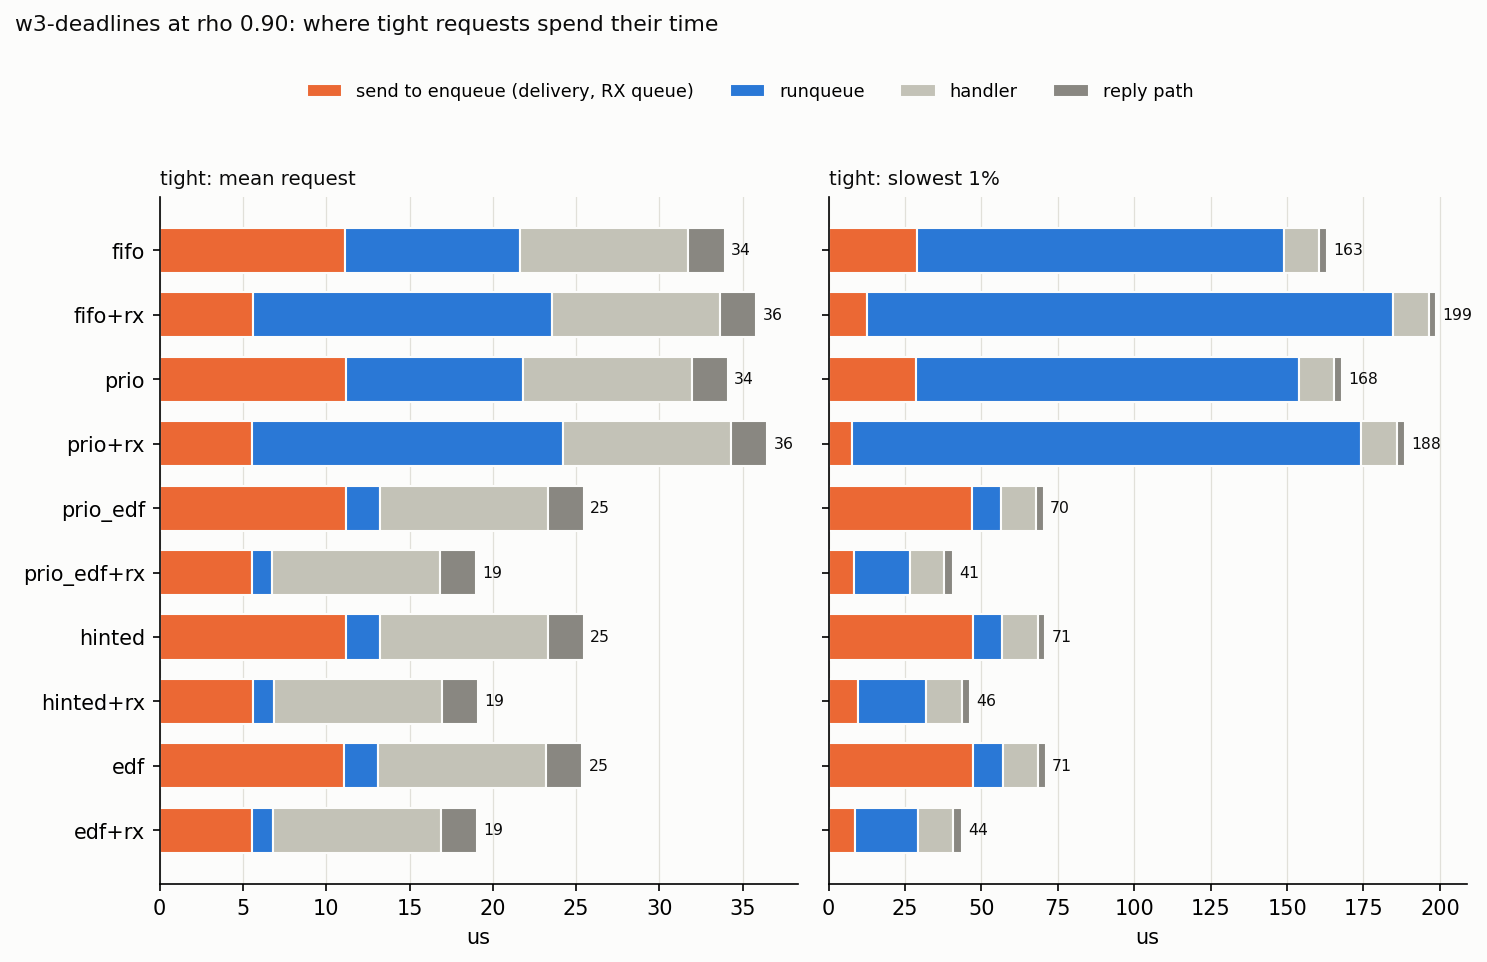 w3-deadlines at rho 0.90: where tight requests spend their time
send to enqueue (delivery, RX queue) runqueue handler reply path
tight: mean request
fifo 34
fifo+rx 36
prio 34
prio+rx 36
prio_edf 25
prio_edf+rx 19
hinted 25
hinted+rx 19
edf 25
edf+rx 19
0 5 10 15 20 25 30 35
us
tight: slowest 1%
163
199
168
188
70
41
71
46
71
44
0 25 50 75 100 125 150 175 200
us